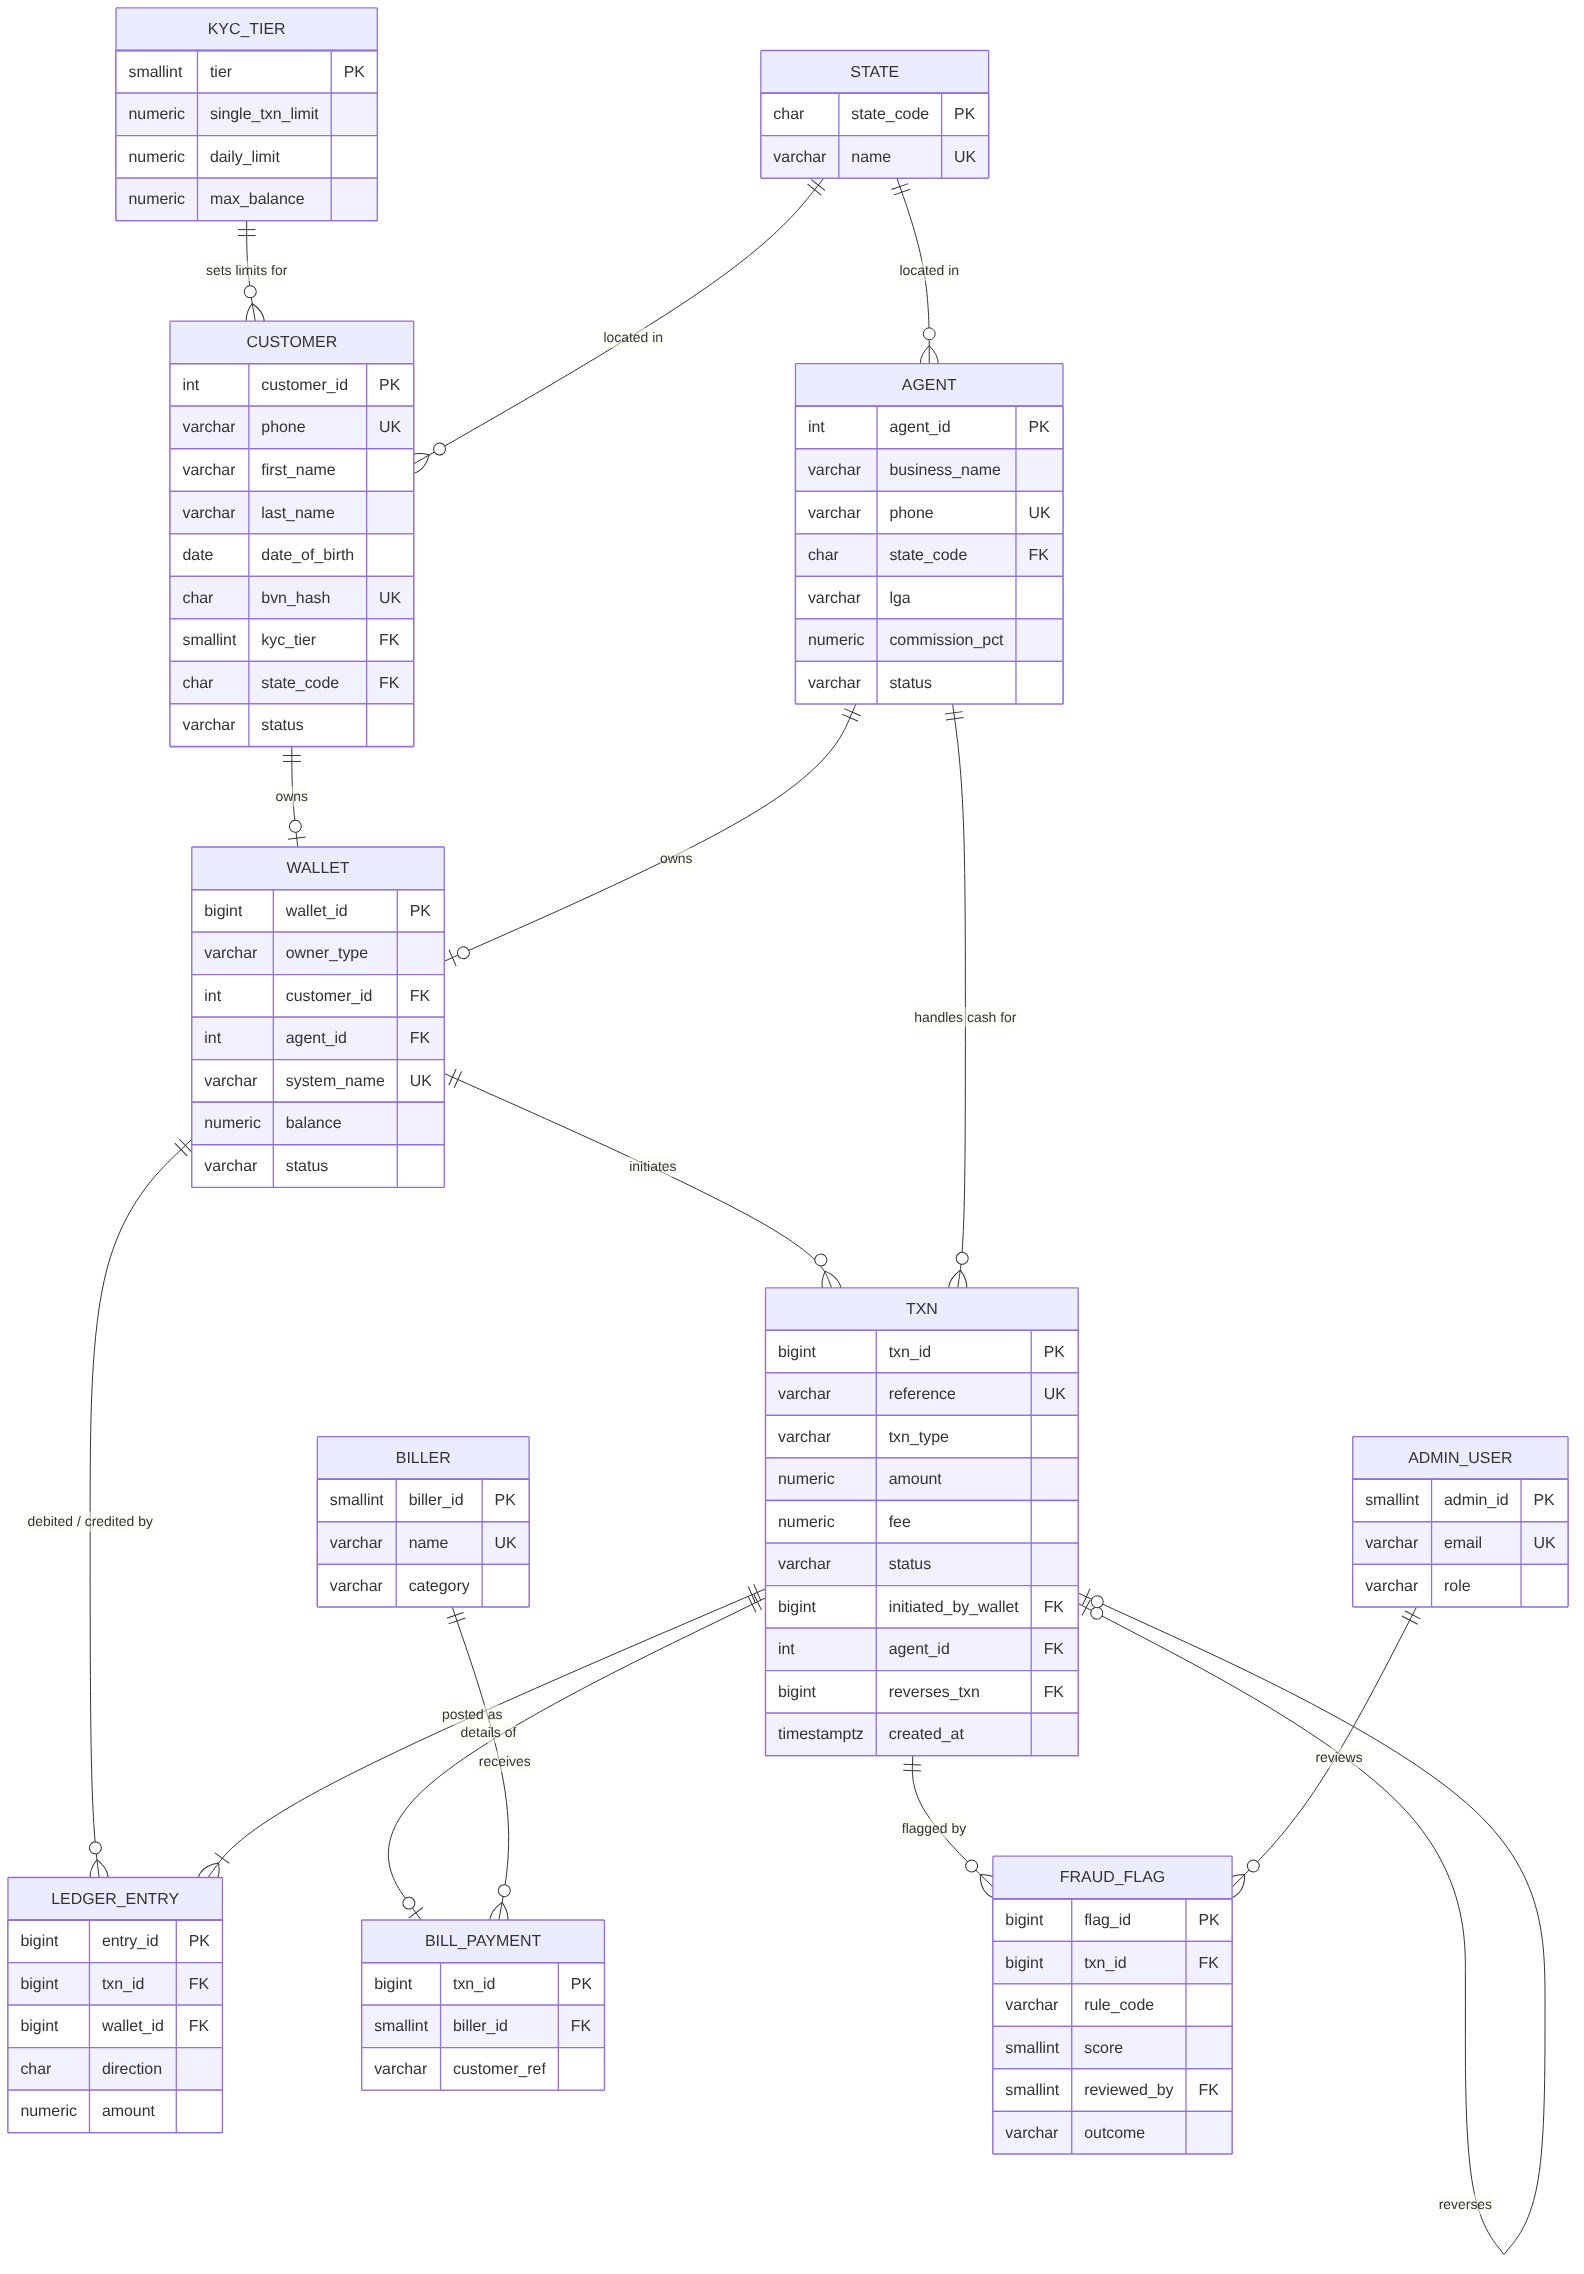 KYC_TIER
smallint tier PK
numeric single_txn_limit
numeric daily_limit
numeric max_balance
STATE
char state_code PK
varchar name UK
sets limits for
located in
located in
CUSTOMER
int customer_id PK
varchar phone UK
varchar first_name
varchar last_name
date date_of_birth
char bvn_hash UK
smallint kyc_tier FK
char state_code FK
varchar status
AGENT
int agent_id PK
varchar business_name
varchar phone UK
char state_code FK
varchar lga
numeric commission_pct
varchar status
owns
owns
handles cash for
WALLET
bigint wallet_id PK
varchar owner_type
int customer_id FK
int agent_id FK
varchar system_name UK
numeric balance
varchar status
initiates
debited / credited by
TXN
bigint txn_id PK
varchar reference UK
varchar txn_type
numeric amount
numeric fee
varchar status
bigint initiated_by_wallet FK
int agent_id FK
bigint reverses_txn FK
timestamptz created_at
BILLER
smallint biller_id PK
varchar name UK
varchar category
ADMIN_USER
smallint admin_id PK
varchar email UK
varchar role
posted as
details of
receives
reviews
flagged by
LEDGER_ENTRY
bigint entry_id PK
bigint txn_id FK
bigint wallet_id FK
char direction
numeric amount
BILL_PAYMENT
bigint txn_id PK
smallint biller_id FK
varchar customer_ref
FRAUD_FLAG
bigint flag_id PK
bigint txn_id FK
varchar rule_code
smallint score
smallint reviewed_by FK
varchar outcome
reverses